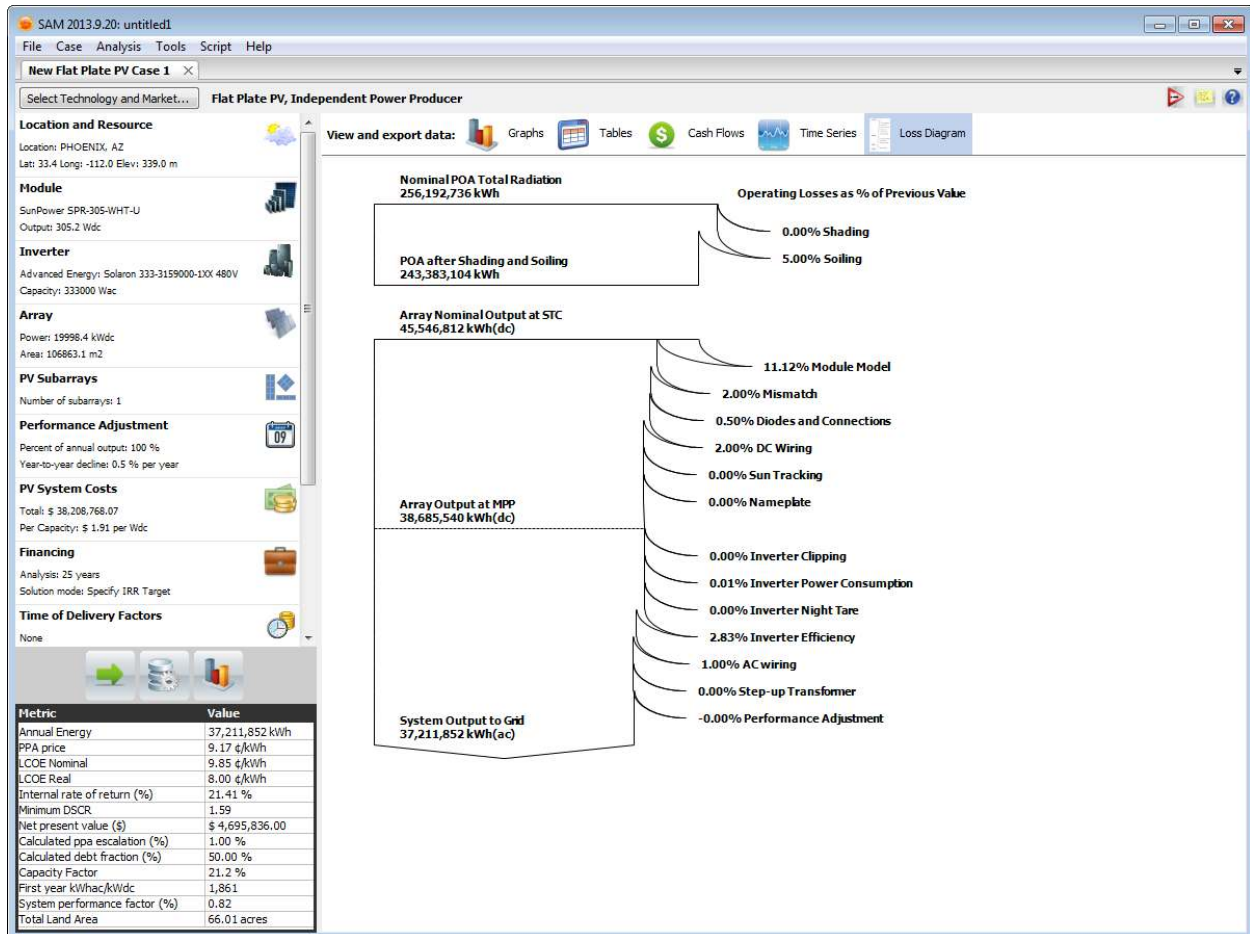 SAM 2013.9.20: untitled1
File Case Analysis Tools Script Help
New Flat Plate PV Case 1
Select Technology and Market... Flat Plate PV, Independent Power Producer
Location and Resource
Location: PHOENIX, AZ
Lat: 33.4 Long: -112.0 Elev: 339.0 m
Module
SunPower SPR-305-WHT-U
Output: 305.2 Wdc
Inverter
Advanced Energy: Solaron 333-3159000-1XX 480V
Capacity: 333000 Wac
Array
Power: 19998.4 kWdc
Area: 106863.1 m2
PV Subarrays
Number of subarrays: 1
Performance Adjustment
Percent of annual output: 100 %
Year-to-year decline: 0.5 % per year
09
PV System Costs
Total: $ 38,208,768.07
Per Capacity: $ 1.91 per Wdc
Financing
Analysis: 25 years
Solution mode: Specify IRR Target
Time of Delivery Factors
None
Metric Value
Annual Energy 37,211,852 kWh
PPA price 9.17 ¢/kWh
LCOE Nominal 9.85 ¢/kWh
LCOE Real 8.00 ¢/kWh
Internal rate of return (%) 21.41 %
Minimum DSCR 1.59
Net present value ($) $ 4,695,836.00
Calculated ppa escalation (%) 1.00 %
Calculated debt fraction (%) 50.00 %
Capacity Factor 21.2 %
First year kWhac/kWdc 1,861
System performance factor (%) 0.82
Total Land Area 66.01 acres
View and export data: Graphs Tables Cash Flows Time Series Loss Diagram
Nominal POA Total Radiation
256,192,736 kWh
Operating Losses as % of Previous Value
0.00% Shading
5.00% Soiling
POA after Shading and Soiling
243,383,104 kWh
Array Nominal Output at STC
45,546,812 kWh(dc)
11.12% Module Model
2.00% Mismatch
0.50% Diodes and Connections
2.00% DC Wiring
0.00% Sun Tracking
0.00% Nameplate
Array Output at MPP
38,685,540 kWh(dc)
0.00% Inverter Clipping
0.01% Inverter Power Consumption
0.00% Inverter Night Tare
2.83% Inverter Efficiency
1.00% AC wiring
0.00% Step-up Transformer
-0.00% Performance Adjustment
System Output to Grid
37,211,852 kWh(ac)